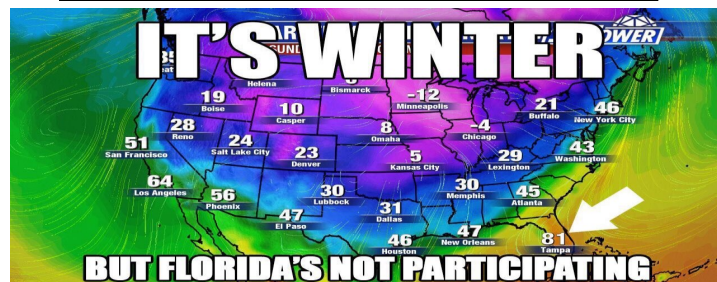 IT'S WINTER
OWER
SUND
35
Helena
Bismarck
-12
Minneapolis
19
Boise
10
Casper
21
Buffalo
46
New York City
28
Reno
8
Omaha
-4
Chicago
51
San Francisco
24
Salt Lake City
23
Denver
5
Kansas City
29
Lexington
43
Washington
64
Los Angeles
56
Phoenix
30
Lubbock
31
Dallas
30
Memphis
45
Atlanta
47
El Paso
46
Houston
47
New Orleans
81
Tampa
BUT FLORIDA'S NOT PARTICIPATING